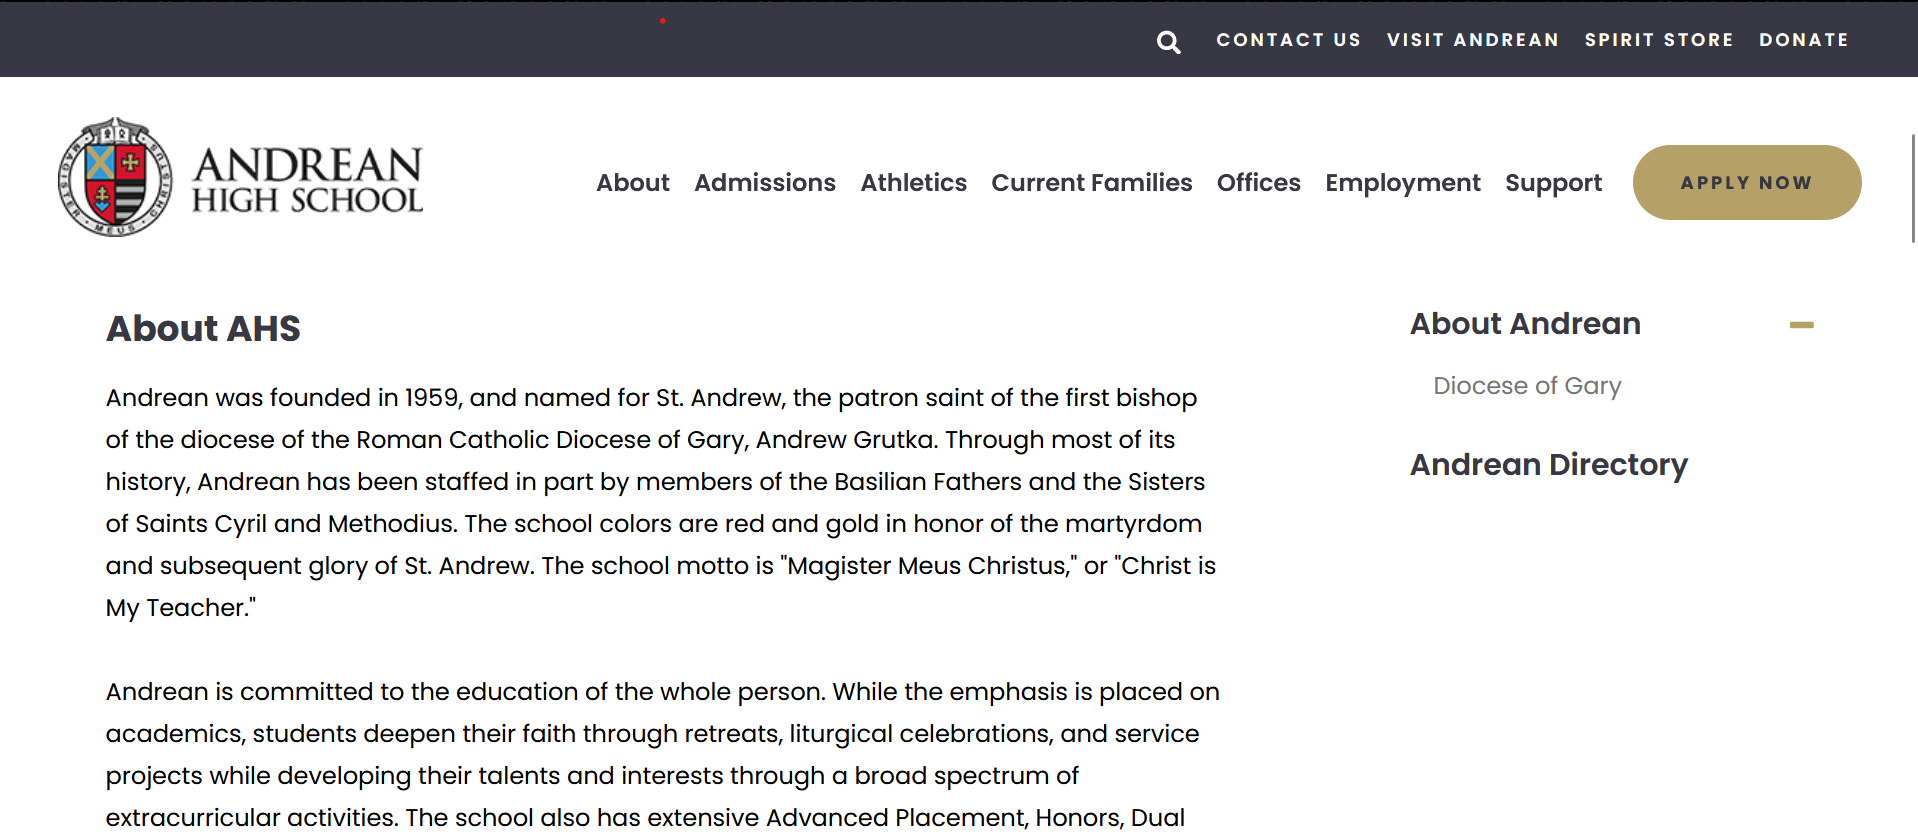 CONTACT US VISIT ANDREAN SPIRIT STORE DONATE
MAGISTER MEUS CHRISTUS
ANDREAN
HIGH SCHOOL
About Admissions Athletics Current Families Offices Employment Support APPLY NOW
About AHS
Andrean was founded in 1959, and named for St. Andrew, the patron saint of the first bishop
of the diocese of the Roman Catholic Diocese of Gary, Andrew Grutka. Through most of its
history, Andrean has been staffed in part by members of the Basilian Fathers and the Sisters
of Saints Cyril and Methodius. The school colors are red and gold in honor of the martyrdom
and subsequent glory of St. Andrew. The school motto is "Magister Meus Christus," or "Christ is
My Teacher."
Andrean is committed to the education of the whole person. While the emphasis is placed on
academics, students deepen their faith through retreats, liturgical celebrations, and service
projects while developing their talents and interests through a broad spectrum of
extracurricular activities. The school also has extensive Advanced Placement, Honors, Dual
About Andrean
Diocese of Gary
Andrean Directory